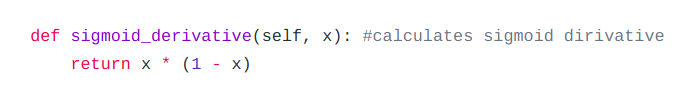 def sigmoid_derivative(self, x): #calculates sigmoid dirivative
    return x * (1 - x)